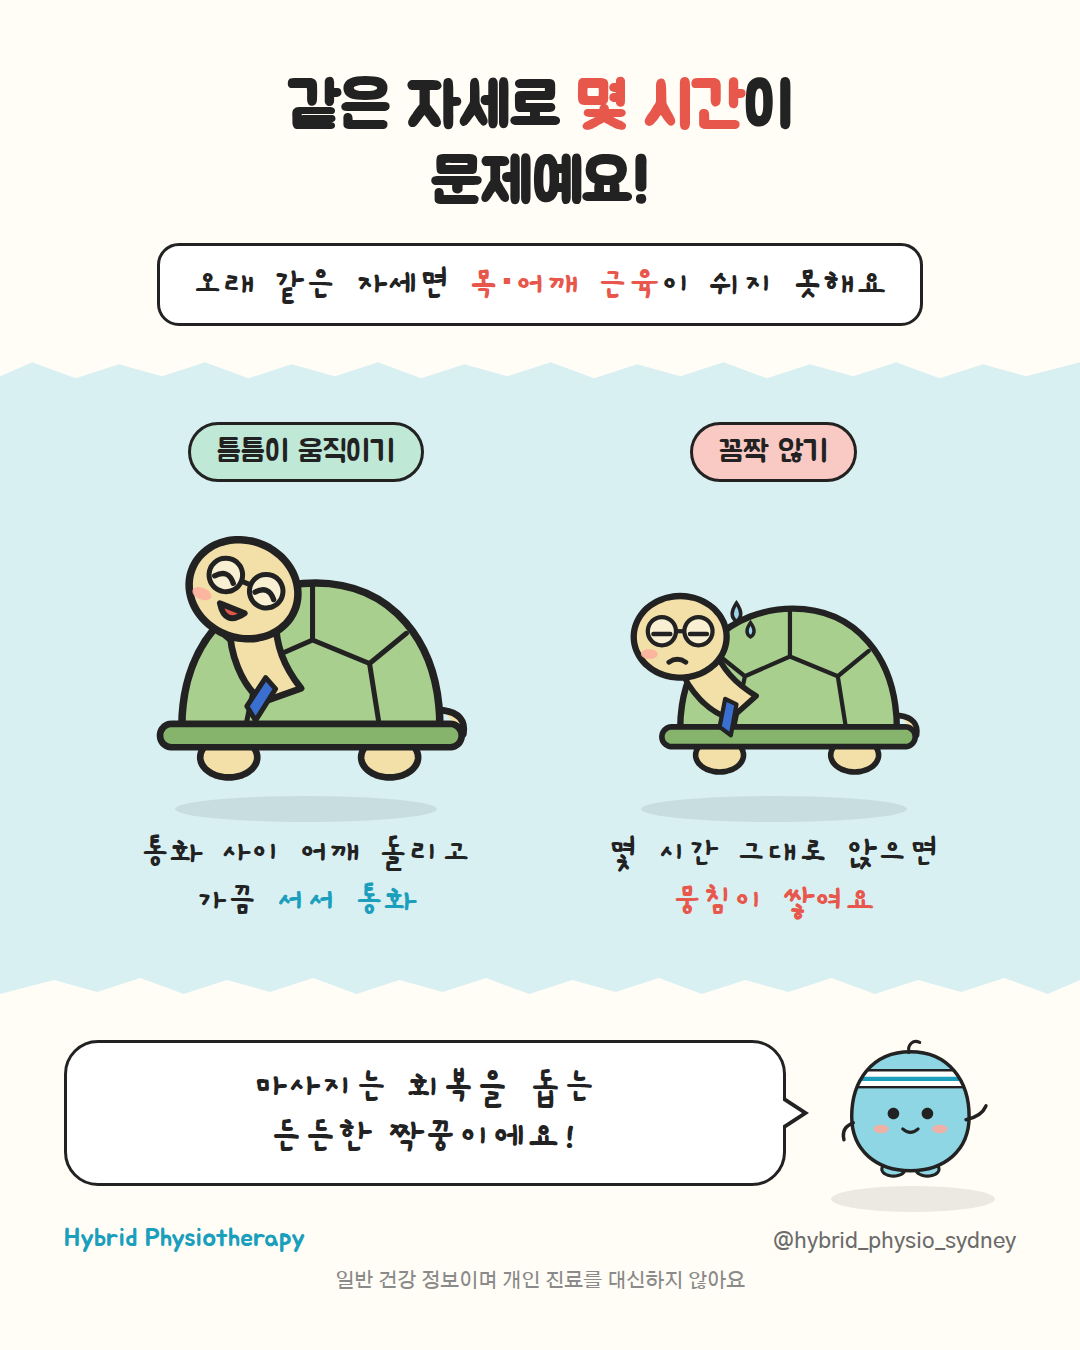 같은 자세로 몇 시간이
문제예요!
오래 같은 자세면 목·어깨 근육이 쉬지 못해요
틈틈이 움직이기
꼼짝 않기
통화 사이 어깨 돌리고
가끔 서서 통화
몇 시간 그대로 앉으면
뭉침이 쌓여요
마사지는 회복을 돕는
든든한 짝꿍이에요!
Hybrid Physiotherapy
@hybrid_physio_sydney
일반 건강 정보이며 개인 진료를 대신하지 않아요